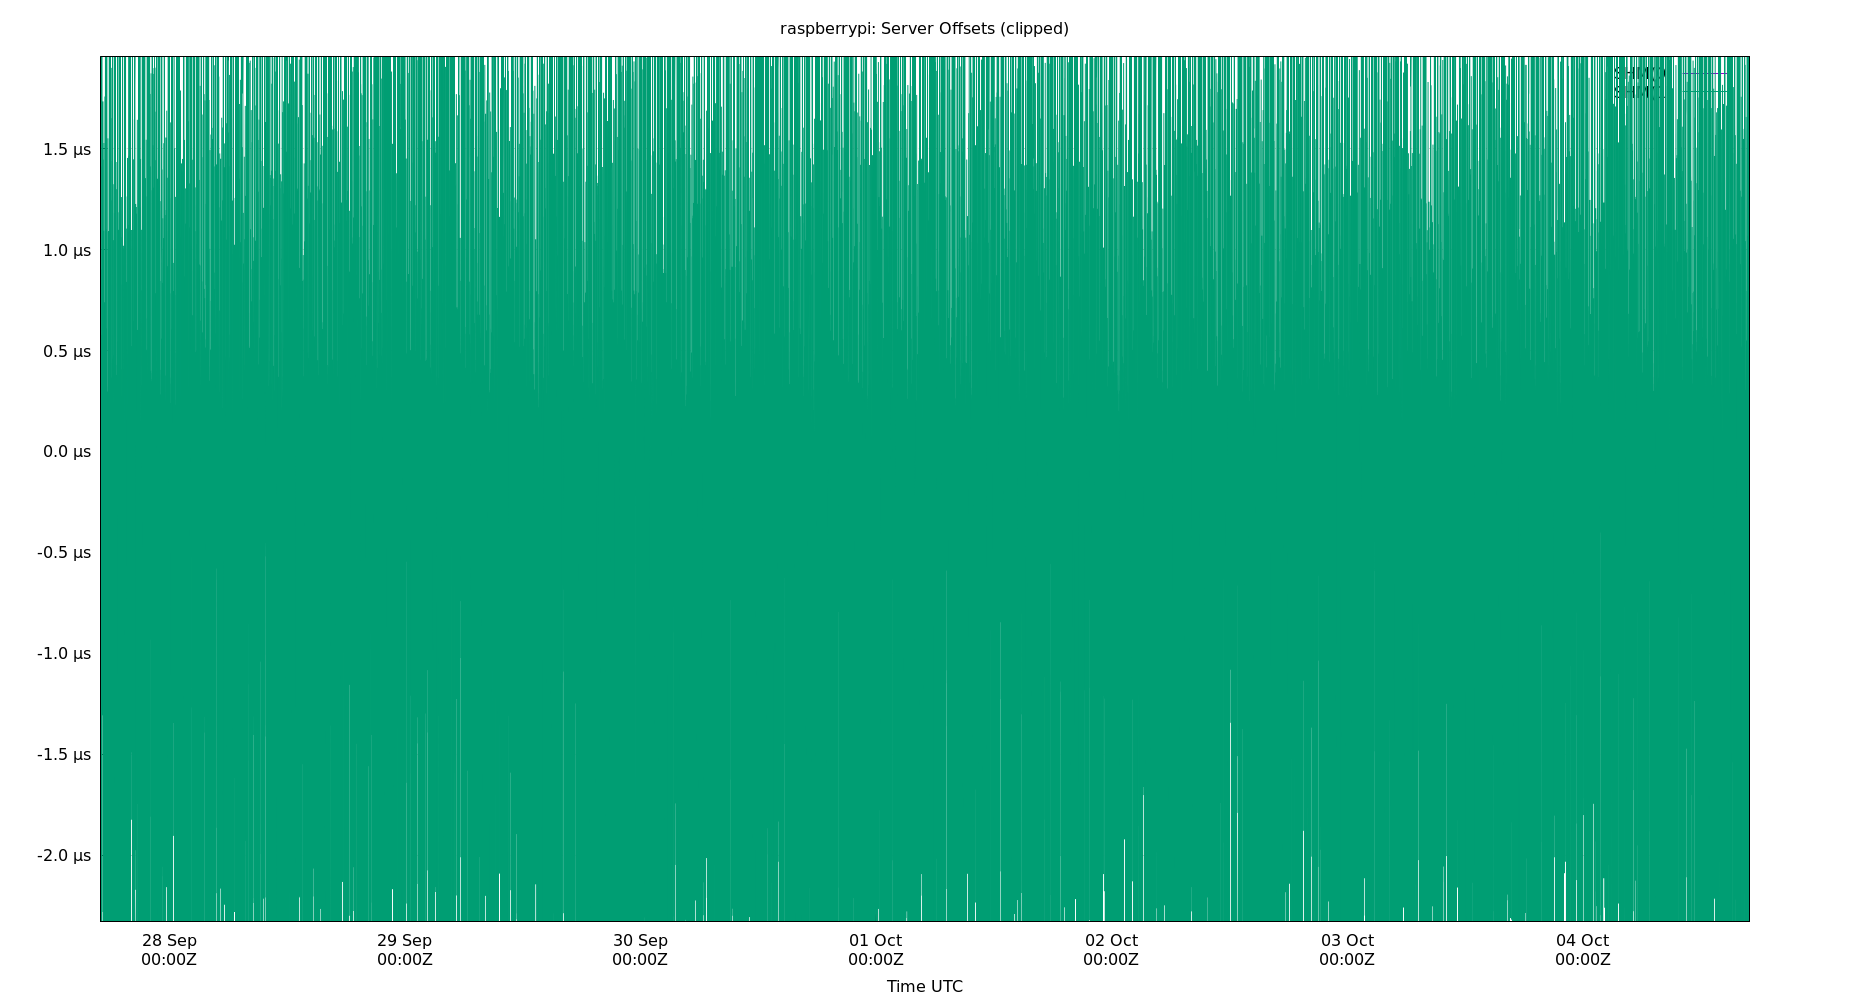 raspberrypi: Server Offsets (clipped)
1.5 µs
1.0 µs
0.5 µs
0.0 µs
-0.5 µs
-1.0 µs
-1.5 µs
-2.0 µs
28 Sep
00:00Z
29 Sep
00:00Z
30 Sep
00:00Z
01 Oct
00:00Z
02 Oct
00:00Z
03 Oct
00:00Z
04 Oct
00:00Z
Time UTC